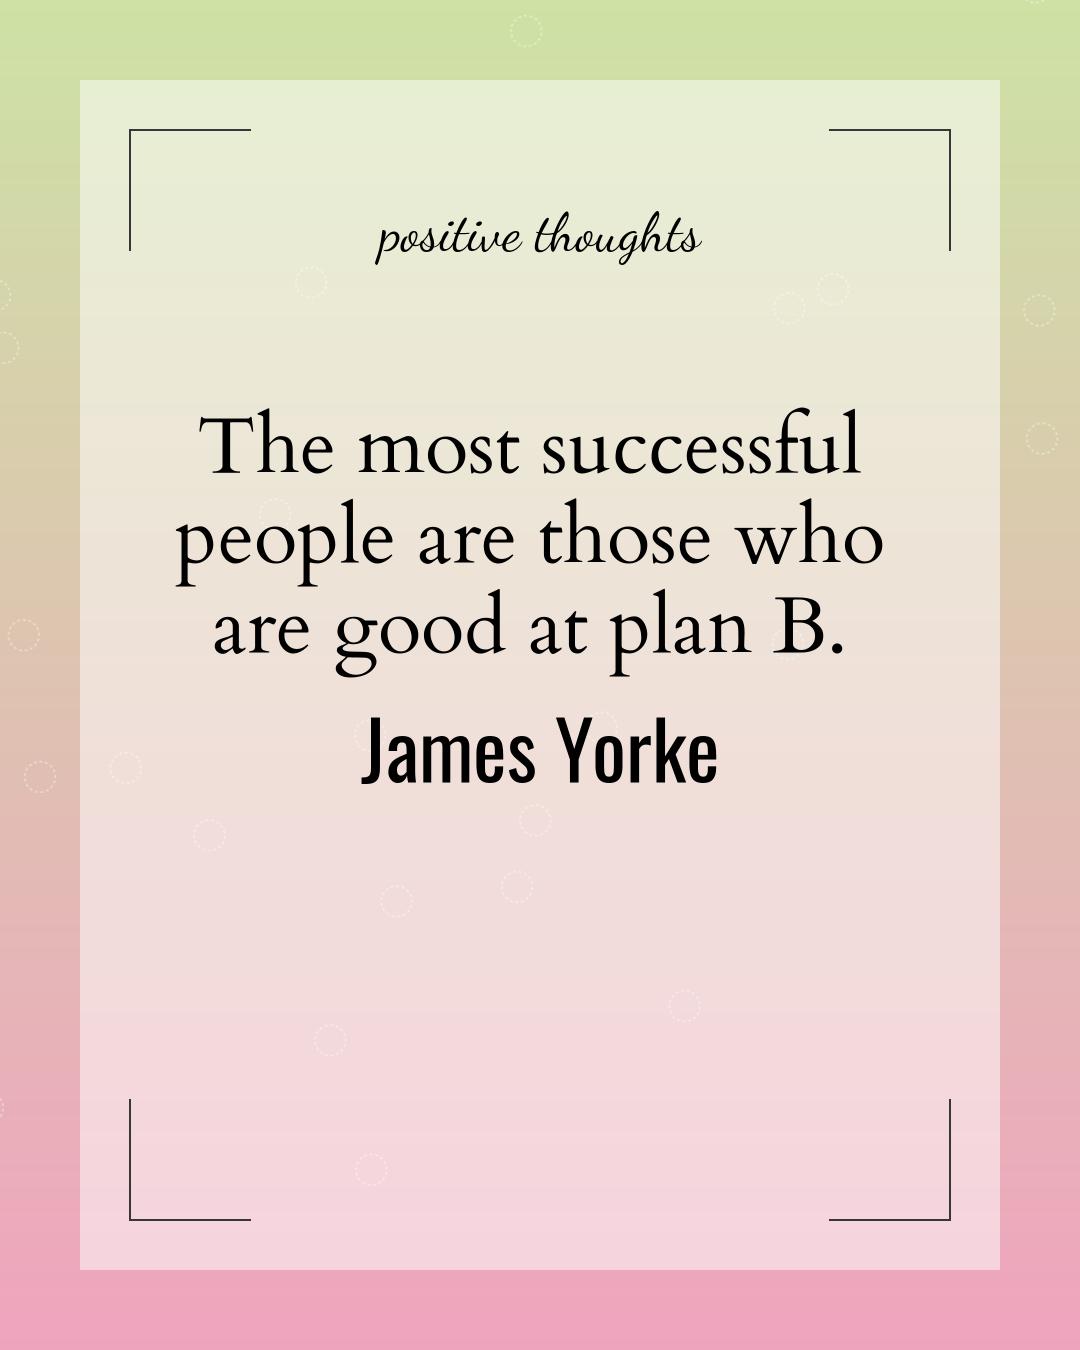 positive thoughts
The most successful
people are those who
are good at plan B.
James Yorke